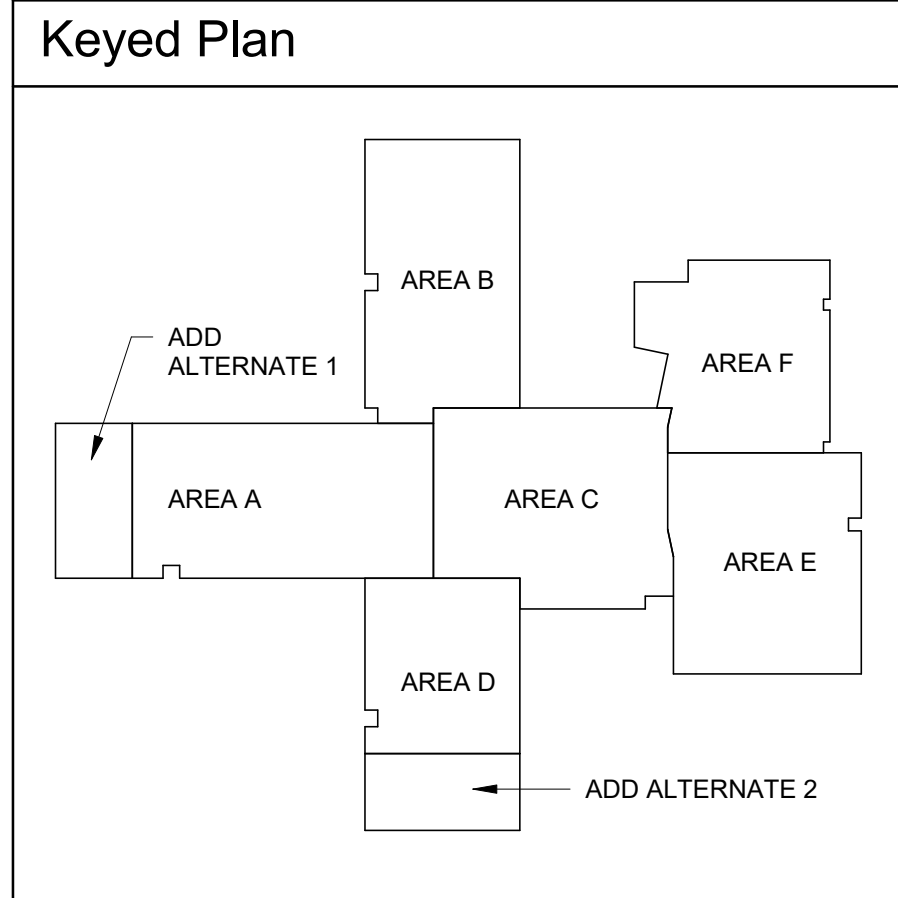 Keyed Plan
AREA B
ADD
ALTERNATE 1
AREA F
AREA A
AREA C
AREA E
AREA D
ADD ALTERNATE 2